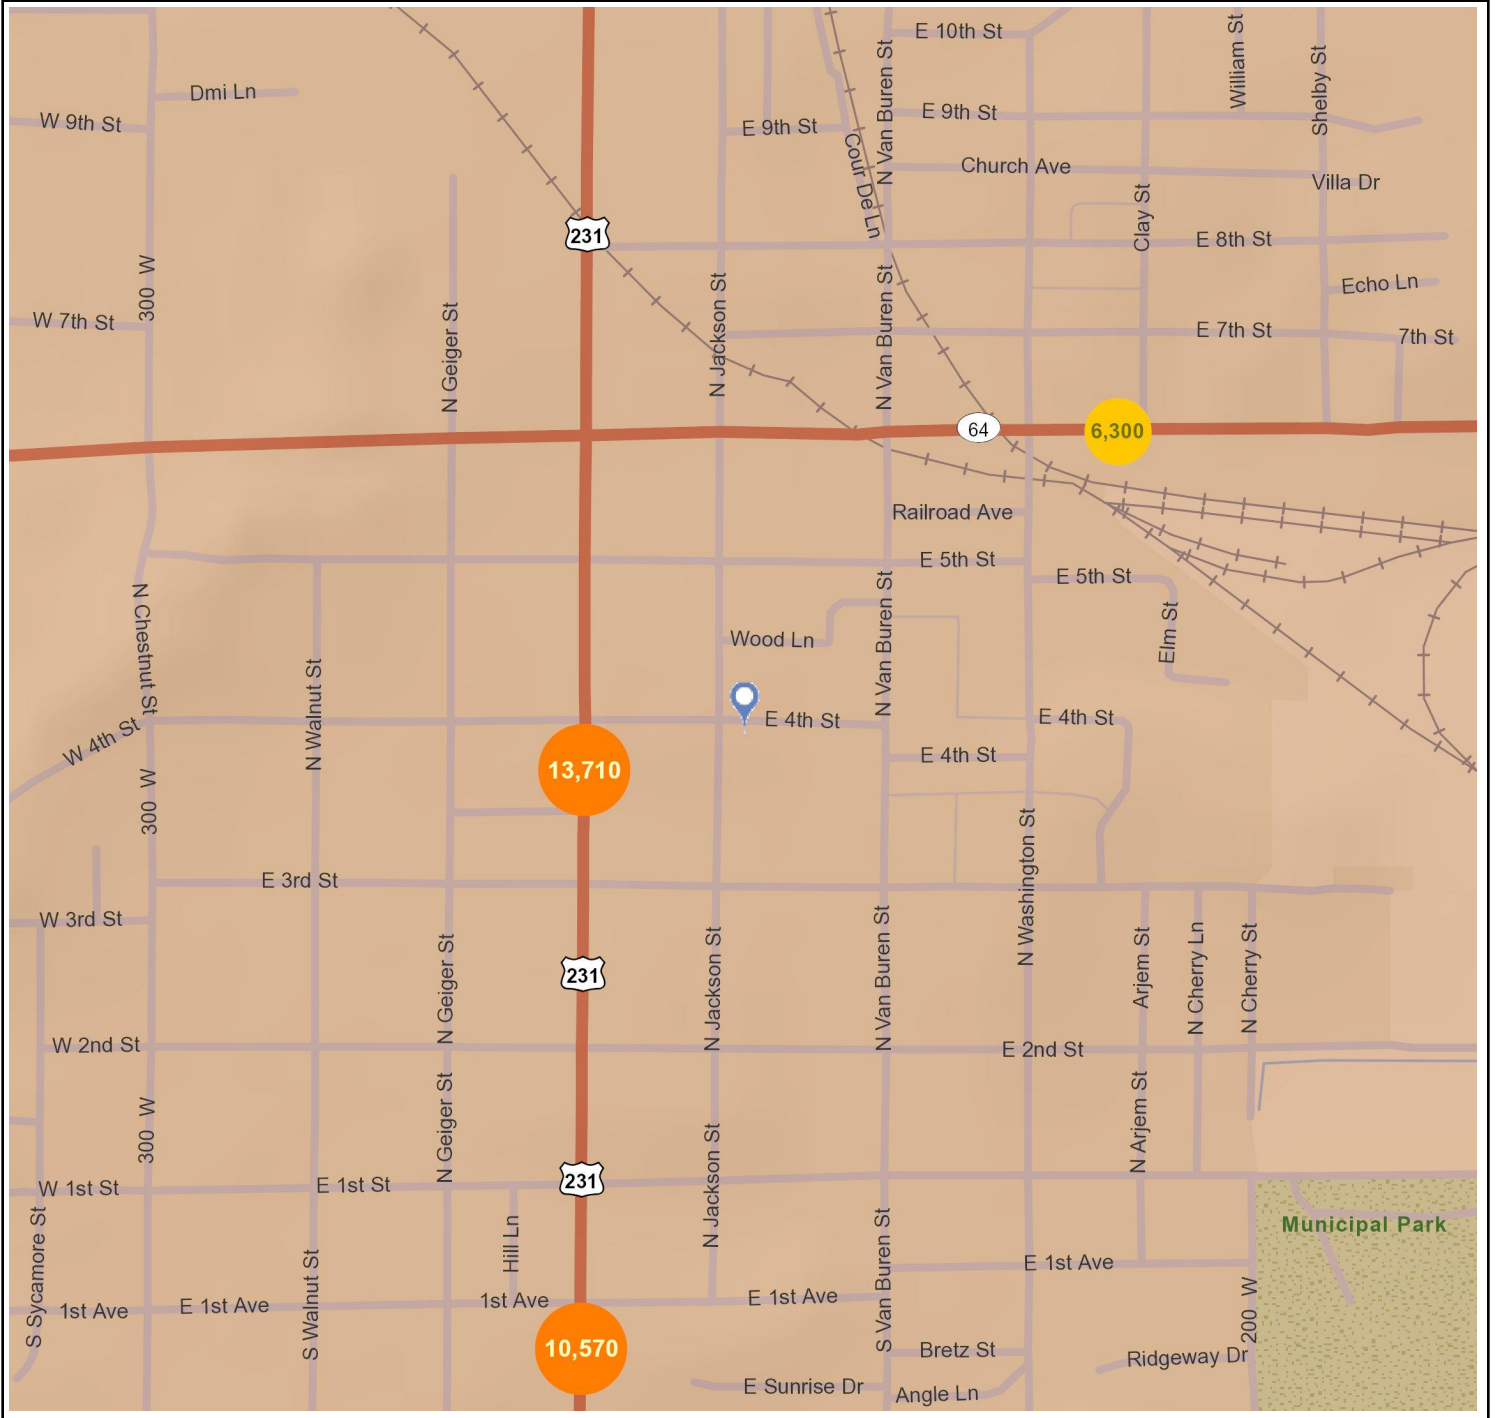 E 10th St
William St
Shelby St
N Van Buren St
Dmi Ln
W 9th St
E 9th St
E 9th St
Cour De Ln
Church Ave
Villa Dr
Clay St
231
E 8th St
300 W
Echo Ln
W 7th St
N Geiger St
N Jackson St
N Van Buren St
E 7th St
7th St
64
6,300
Railroad Ave
E 5th St
E 5th St
N Chestnut St
Elm St
Wood Ln
N Van Buren St
N Walnut St
W 4th St
E 4th St
E 4th St
E 4th St
13,710
300 W
N Washington St
E 3rd St
W 3rd St
231
N Geiger St
N Jackson St
N Van Buren St
Arjem St
N Cherry Ln
N Cherry St
W 2nd St
E 2nd St
300 W
N Geiger St
N Jackson St
N Arjem St
W 1st St
E 1st St
231
Municipal Park
S Sycamore St
Hill Ln
S Walnut St
S Van Buren St
E 1st Ave
1st Ave
E 1st Ave
1st Ave
E 1st Ave
200 W
10,570
Bretz St
Ridgeway Dr
E Sunrise Dr
Angle Ln